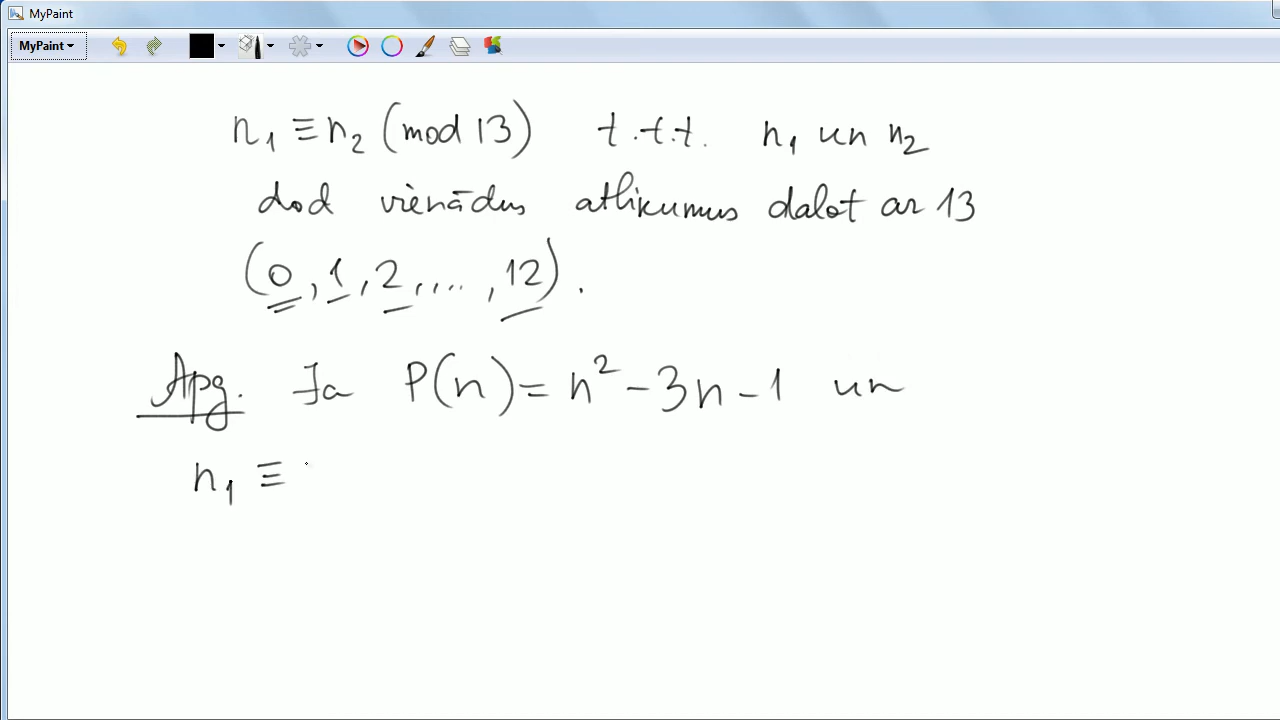 MyPaint
MyPaint
n₁ ≡ n₂ (mod 13) t.t.t. n₁ un n₂
dod vienādus atlikumus dalot ar 13
(0, 1, 2, ..., 12).
Apg. Ja P(n) = n² - 3n - 1 un
n₁ ≡